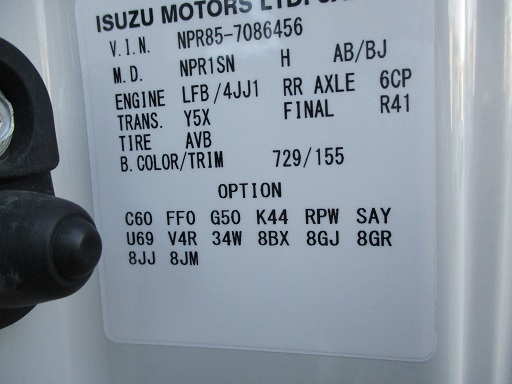 ISUZU MOTORS LTD.
V.I.N. NPR85-7086456
M.D. NPR1SN H AB/BJ
ENGINE LFB/4JJ1 RR AXLE 6CP
TRANS. Y5X FINAL R41
TIRE AVB
B.COLOR/TRIM 729/155
OPTION
C60 FF0 G50 K44 RPW SAY
U69 V4R 34W 8BX 8GJ 8GR
8JJ 8JM